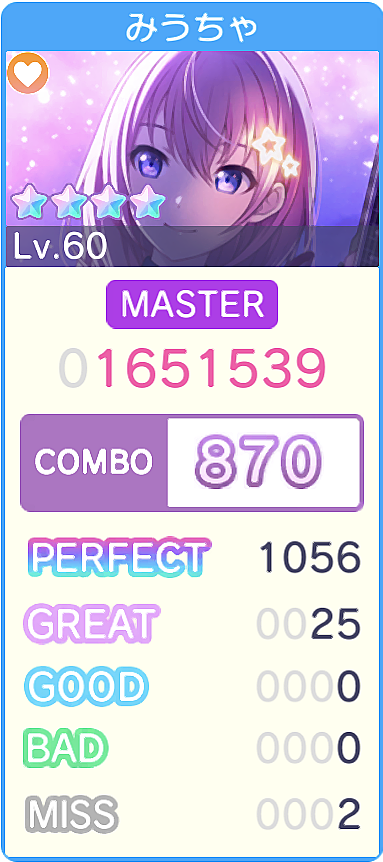 みうちゃ
Lv.60
MASTER
01651539
COMBO 870
PERFECT 1056
GREAT 0025
GOOD 0000
BAD 0000
MISS 0002